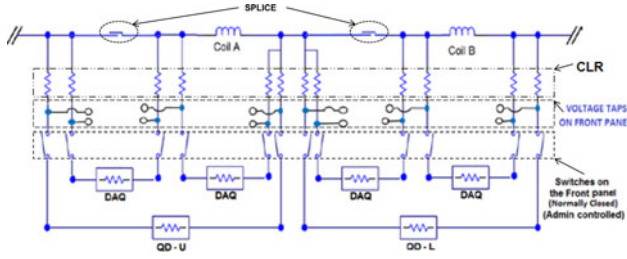 SPLICE
Coil A
Coil B
CLR
VOLTAGE TAPS
ON FRONT PANE
DAQ
DAQ
DAQ
DAQ
Switches on
the Front panel
(Normally Closed)
(Admin controlled)
QD - U
QD - L